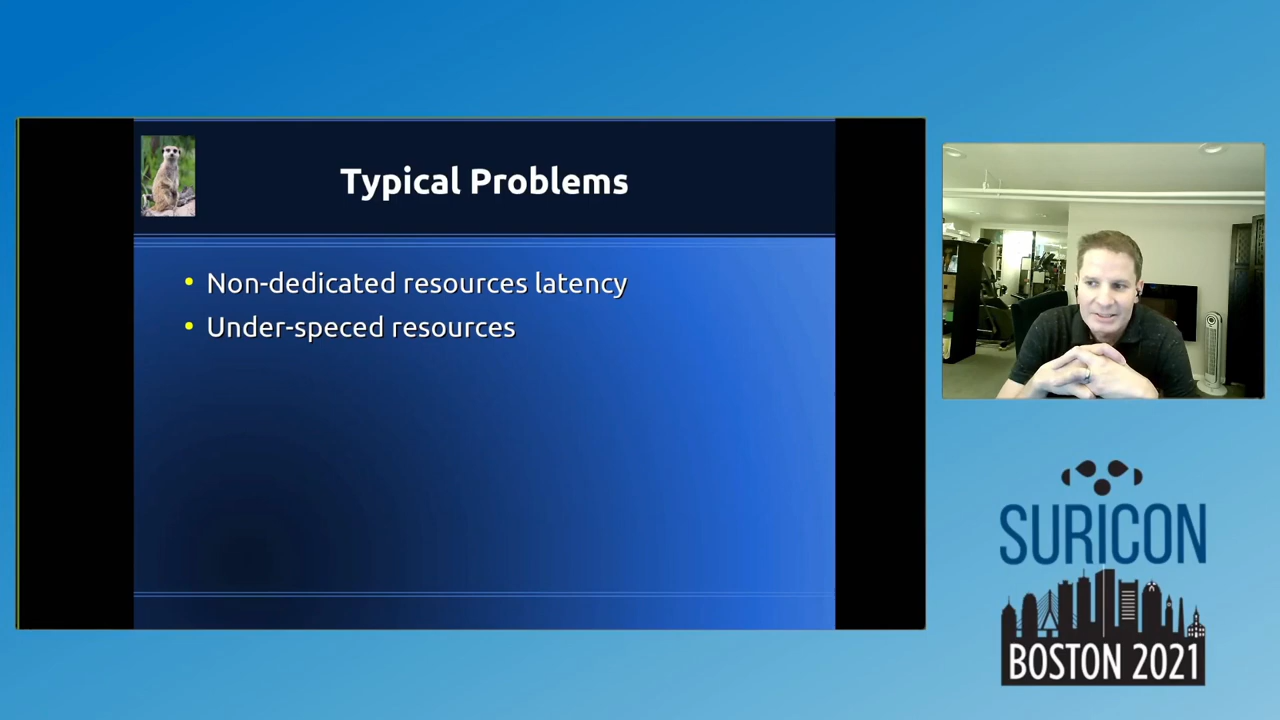 Typical Problems
Non-dedicated resources latency
Under-speced resources
SURICON
BOSTON 2021